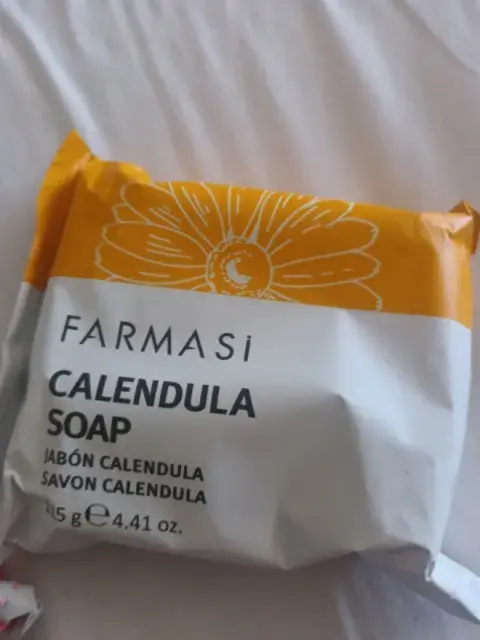 FARMASi
CALENDULA
SOAP
JABÓN CALENDULA
SAVON CALENDULA
g ℮ 4.41 oz.